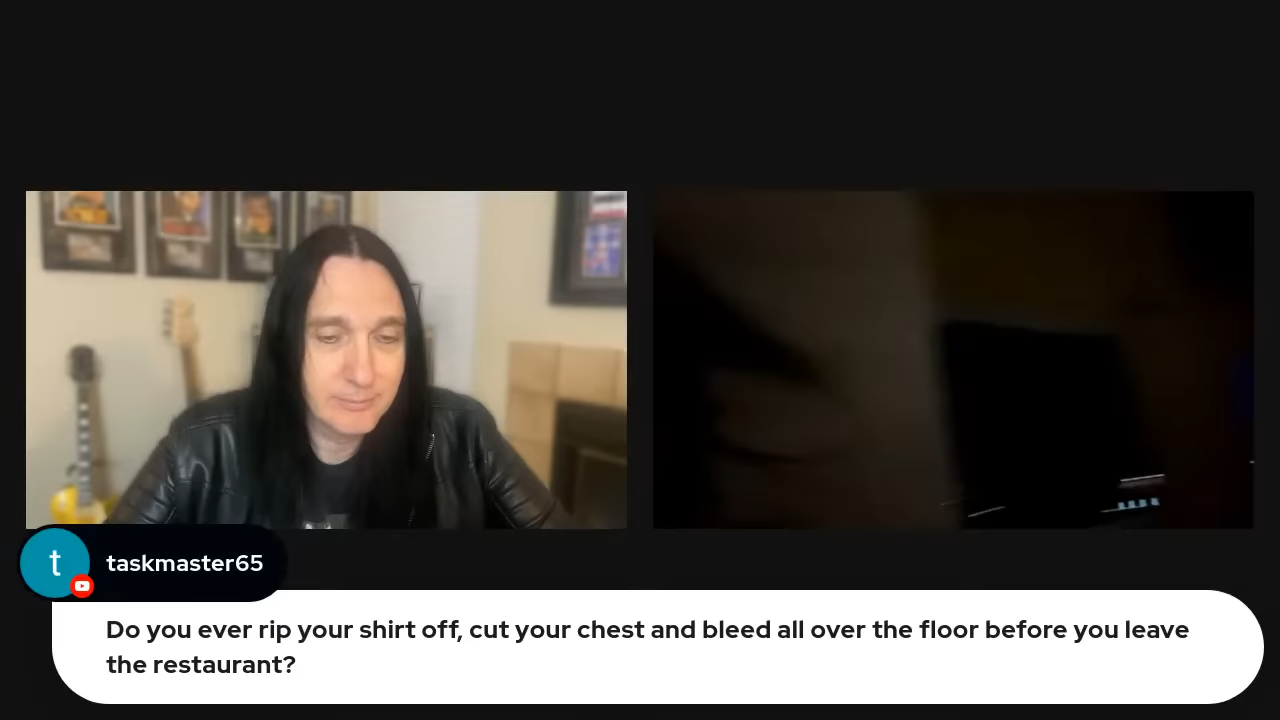 t
taskmaster65
Do you ever rip your shirt off, cut your chest and bleed all over the floor before you leave
the restaurant?